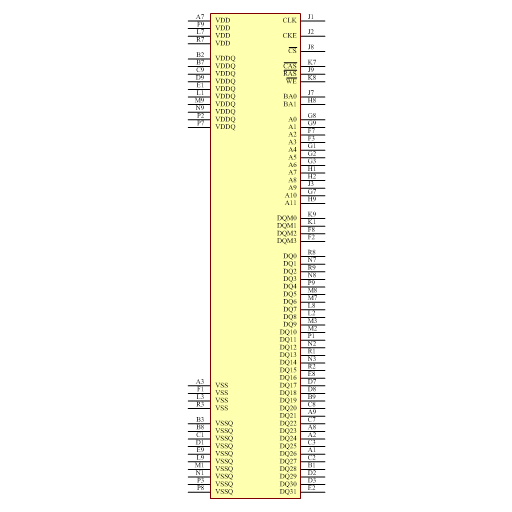 A7 VDD
F9 VDD
L7 VDD
R7 VDD
B2 VDDQ
B7 VDDQ
C9 VDDQ
D9 VDDQ
E1 VDDQ
L1 VDDQ
M9 VDDQ
N9 VDDQ
P2 VDDQ
P7 VDDQ
A3 VSS
F1 VSS
L3 VSS
R3 VSS
B3 VSSQ
B8 VSSQ
C1 VSSQ
D1 VSSQ
E9 VSSQ
L9 VSSQ
M1 VSSQ
N1 VSSQ
P3 VSSQ
P8 VSSQ
CLK J1
CKE J2
CS J8
CAS K7
RAS J9
WE K8
BA0 J7
BA1 H8
A0 G8
A1 G9
A2 F7
A3 F3
A4 G1
A5 G2
A6 G3
A7 H1
A8 H2
A9 J3
A10 G7
A11 H9
DQM0 K9
DQM1 K1
DQM2 F8
DQM3 F2
DQ0 R8
DQ1 N7
DQ2 R9
DQ3 N8
DQ4 P9
DQ5 M8
DQ6 M7
DQ7 L8
DQ8 L2
DQ9 M3
DQ10 M2
DQ11 P1
DQ12 N2
DQ13 R1
DQ14 N3
DQ15 R2
DQ16 E8
DQ17 D7
DQ18 D8
DQ19 B9
DQ20 C8
DQ21 A9
DQ22 C7
DQ23 A8
DQ24 A2
DQ25 C3
DQ26 A1
DQ27 C2
DQ28 B1
DQ29 D2
DQ30 D3
DQ31 E2